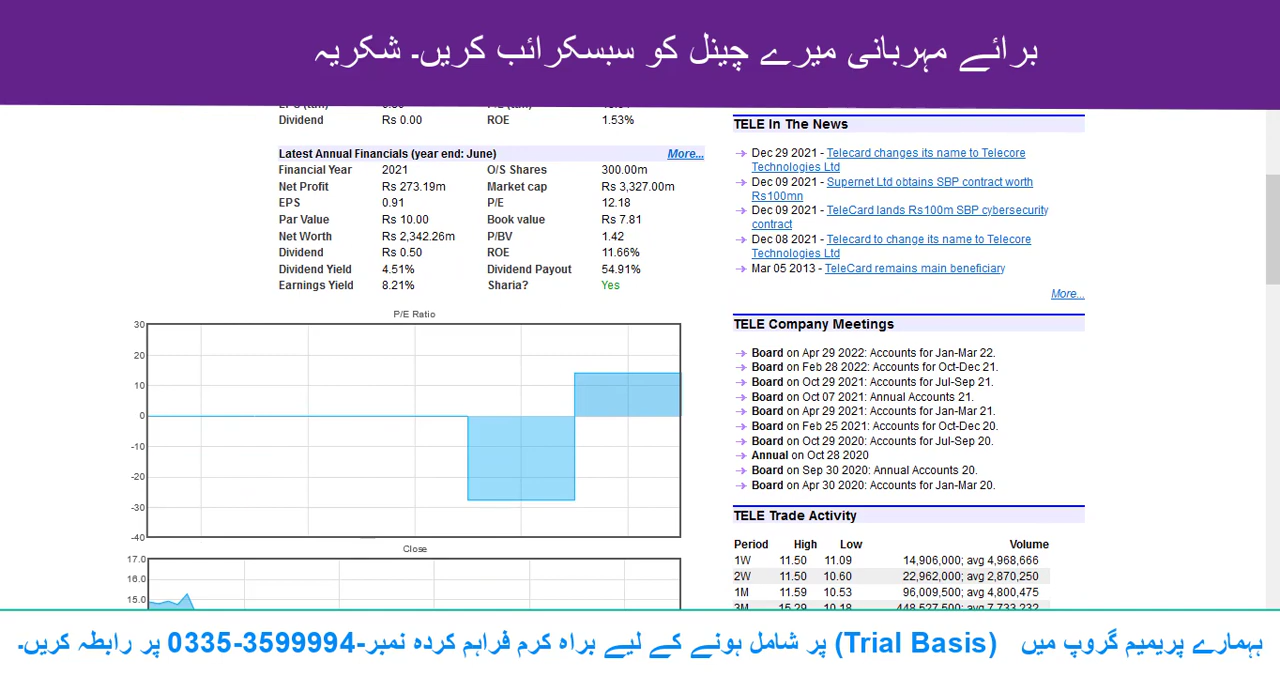 برائے مہربانی میرے چینل کو سبسکرائب کریں۔ شکریہ
Dividend Rs 0.00 ROE 1.53%
Latest Annual Financials (year end: June) More...
Financial Year 2021 O/S Shares 300.00m
Net Profit Rs 273.19m Market cap Rs 3,327.00m
EPS 0.91 P/E 12.18
Par Value Rs 10.00 Book value Rs 7.81
Net Worth Rs 2,342.26m P/BV 1.42
Dividend Rs 0.50 ROE 11.66%
Dividend Yield 4.51% Dividend Payout 54.91%
Earnings Yield 8.21% Sharia? Yes
P/E Ratio
30
20
10
0
-10
-20
-30
-40
Close
17.0
16.0
15.0
TELE In The News
Dec 29 2021 - Telecard changes its name to Telecore
Technologies Ltd
Dec 09 2021 - Supernet Ltd obtains SBP contract worth
Rs100mn
Dec 09 2021 - TeleCard lands Rs100m SBP cybersecurity
contract
Dec 08 2021 - Telecard to change its name to Telecore
Technologies Ltd
Mar 05 2013 - TeleCard remains main beneficiary
More...
TELE Company Meetings
Board on Apr 29 2022: Accounts for Jan-Mar 22.
Board on Feb 28 2022: Accounts for Oct-Dec 21.
Board on Oct 29 2021: Accounts for Jul-Sep 21.
Board on Oct 07 2021: Annual Accounts 21.
Board on Apr 29 2021: Accounts for Jan-Mar 21.
Board on Feb 25 2021: Accounts for Oct-Dec 20.
Board on Oct 29 2020: Accounts for Jul-Sep 20.
Annual on Oct 28 2020
Board on Sep 30 2020: Annual Accounts 20.
Board on Apr 30 2020: Accounts for Jan-Mar 20.
TELE Trade Activity
Period High Low Volume
1W 11.50 11.09 14,906,000; avg 4,968,666
2W 11.50 10.60 22,962,000; avg 2,870,250
1M 11.59 10.53 96,009,500; avg 4,800,475
3M 15.29 10.18 448,527,500; avg 7,733,232
ہمارے پریمیم گروپ میں (Trial Basis) پر شامل ہونے کے لیے براہ کرم فراہم کردہ نمبر-0335-3599994 پر رابطہ کریں۔